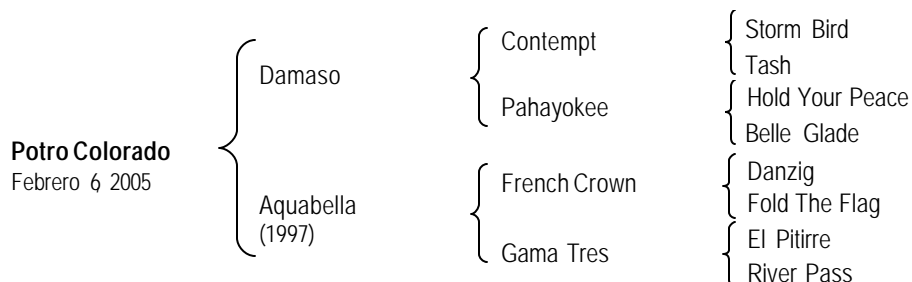 Potro Colorado
Febrero 6, 2005
Damaso
Aquabella
(1997)
Contempt
Pahayokee
French Crown
Gama Tres
Storm Bird
Tash
Hold Your Peace
Belle Glade
Danzig
Fold The Flag
El Pitirre
River Pass